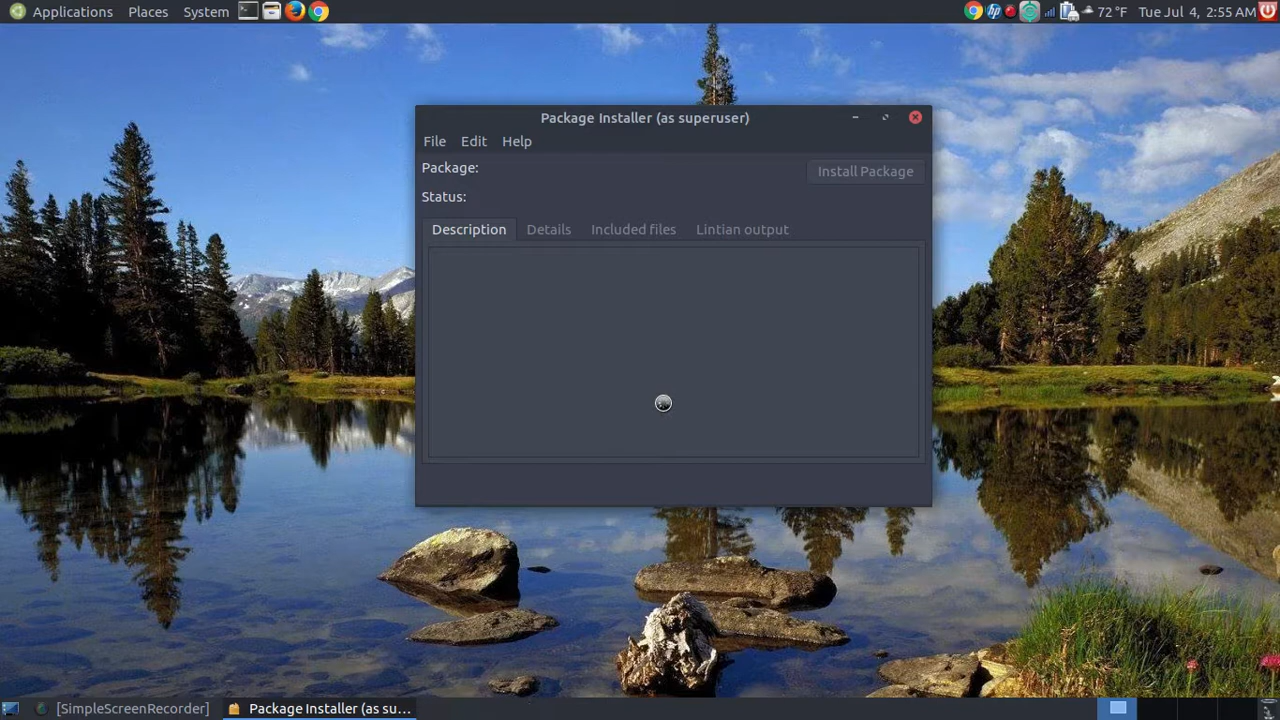 Applications Places System 72 °F Tue Jul 4, 2:55 AM
Package Installer (as superuser)
File Edit Help
Package: Install Package
Status:
Description Details Included files Lintian output
[SimpleScreenRecorder] Package Installer (as su...